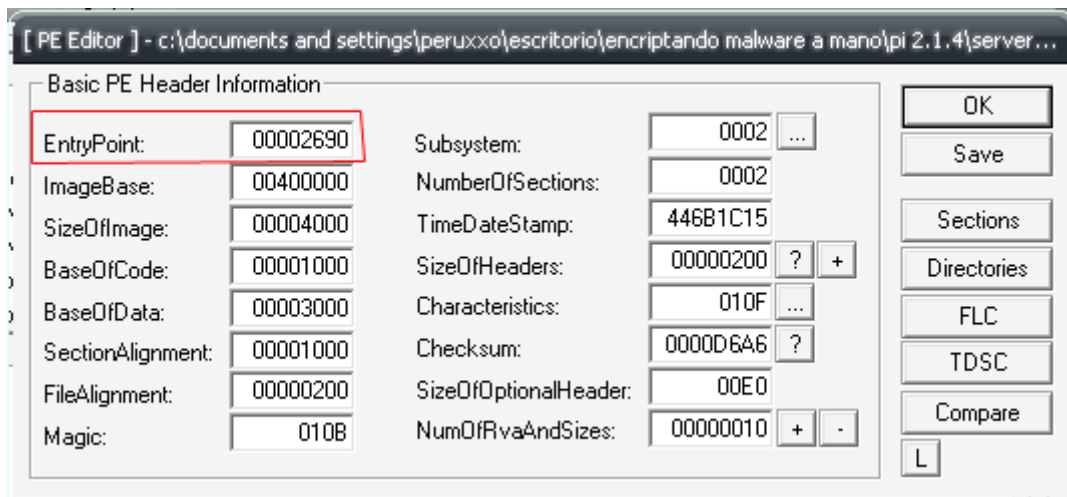 [ PE Editor ] - c:\documents and settings\peruxxo\escritorio\encriptando malware a mano\pi 2.1.4\server...
Basic PE Header Information
EntryPoint: 00002690
ImageBase: 00400000
SizeOfImage: 00004000
BaseOfCode: 00001000
BaseOfData: 00003000
SectionAlignment: 00001000
FileAlignment: 00000200
Magic: 010B
Subsystem: 0002 ...
NumberOfSections: 0002
TimeDateStamp: 446B1C15
SizeOfHeaders: 00000200 ? +
Characteristics: 010F ...
Checksum: 0000D6A6 ?
SizeOfOptionalHeader: 00E0
NumOfRvaAndSizes: 00000010 + -
OK
Save
Sections
Directories
FLC
TDSC
Compare
L